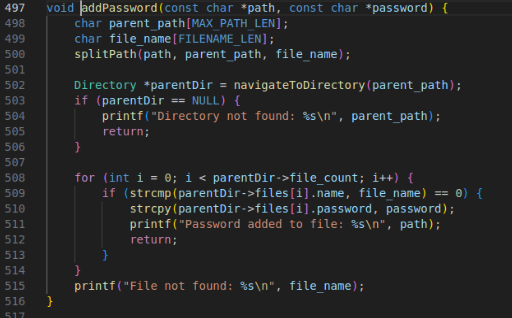 497 void addPassword(const char *path, const char *password) {
498     char parent_path[MAX_PATH_LEN];
499     char file_name[FILENAME_LEN];
500     splitPath(path, parent_path, file_name);
501
502     Directory *parentDir = navigateToDirectory(parent_path);
503     if (parentDir == NULL) {
504         printf("Directory not found: %s\n", parent_path);
505         return;
506     }
507
508     for (int i = 0; i < parentDir->file_count; i++) {
509         if (strcmp(parentDir->files[i].name, file_name) == 0) {
510             strcpy(parentDir->files[i].password, password);
511             printf("Password added to file: %s\n", path);
512             return;
513         }
514     }
515     printf("File not found: %s\n", file_name);
516 }
517